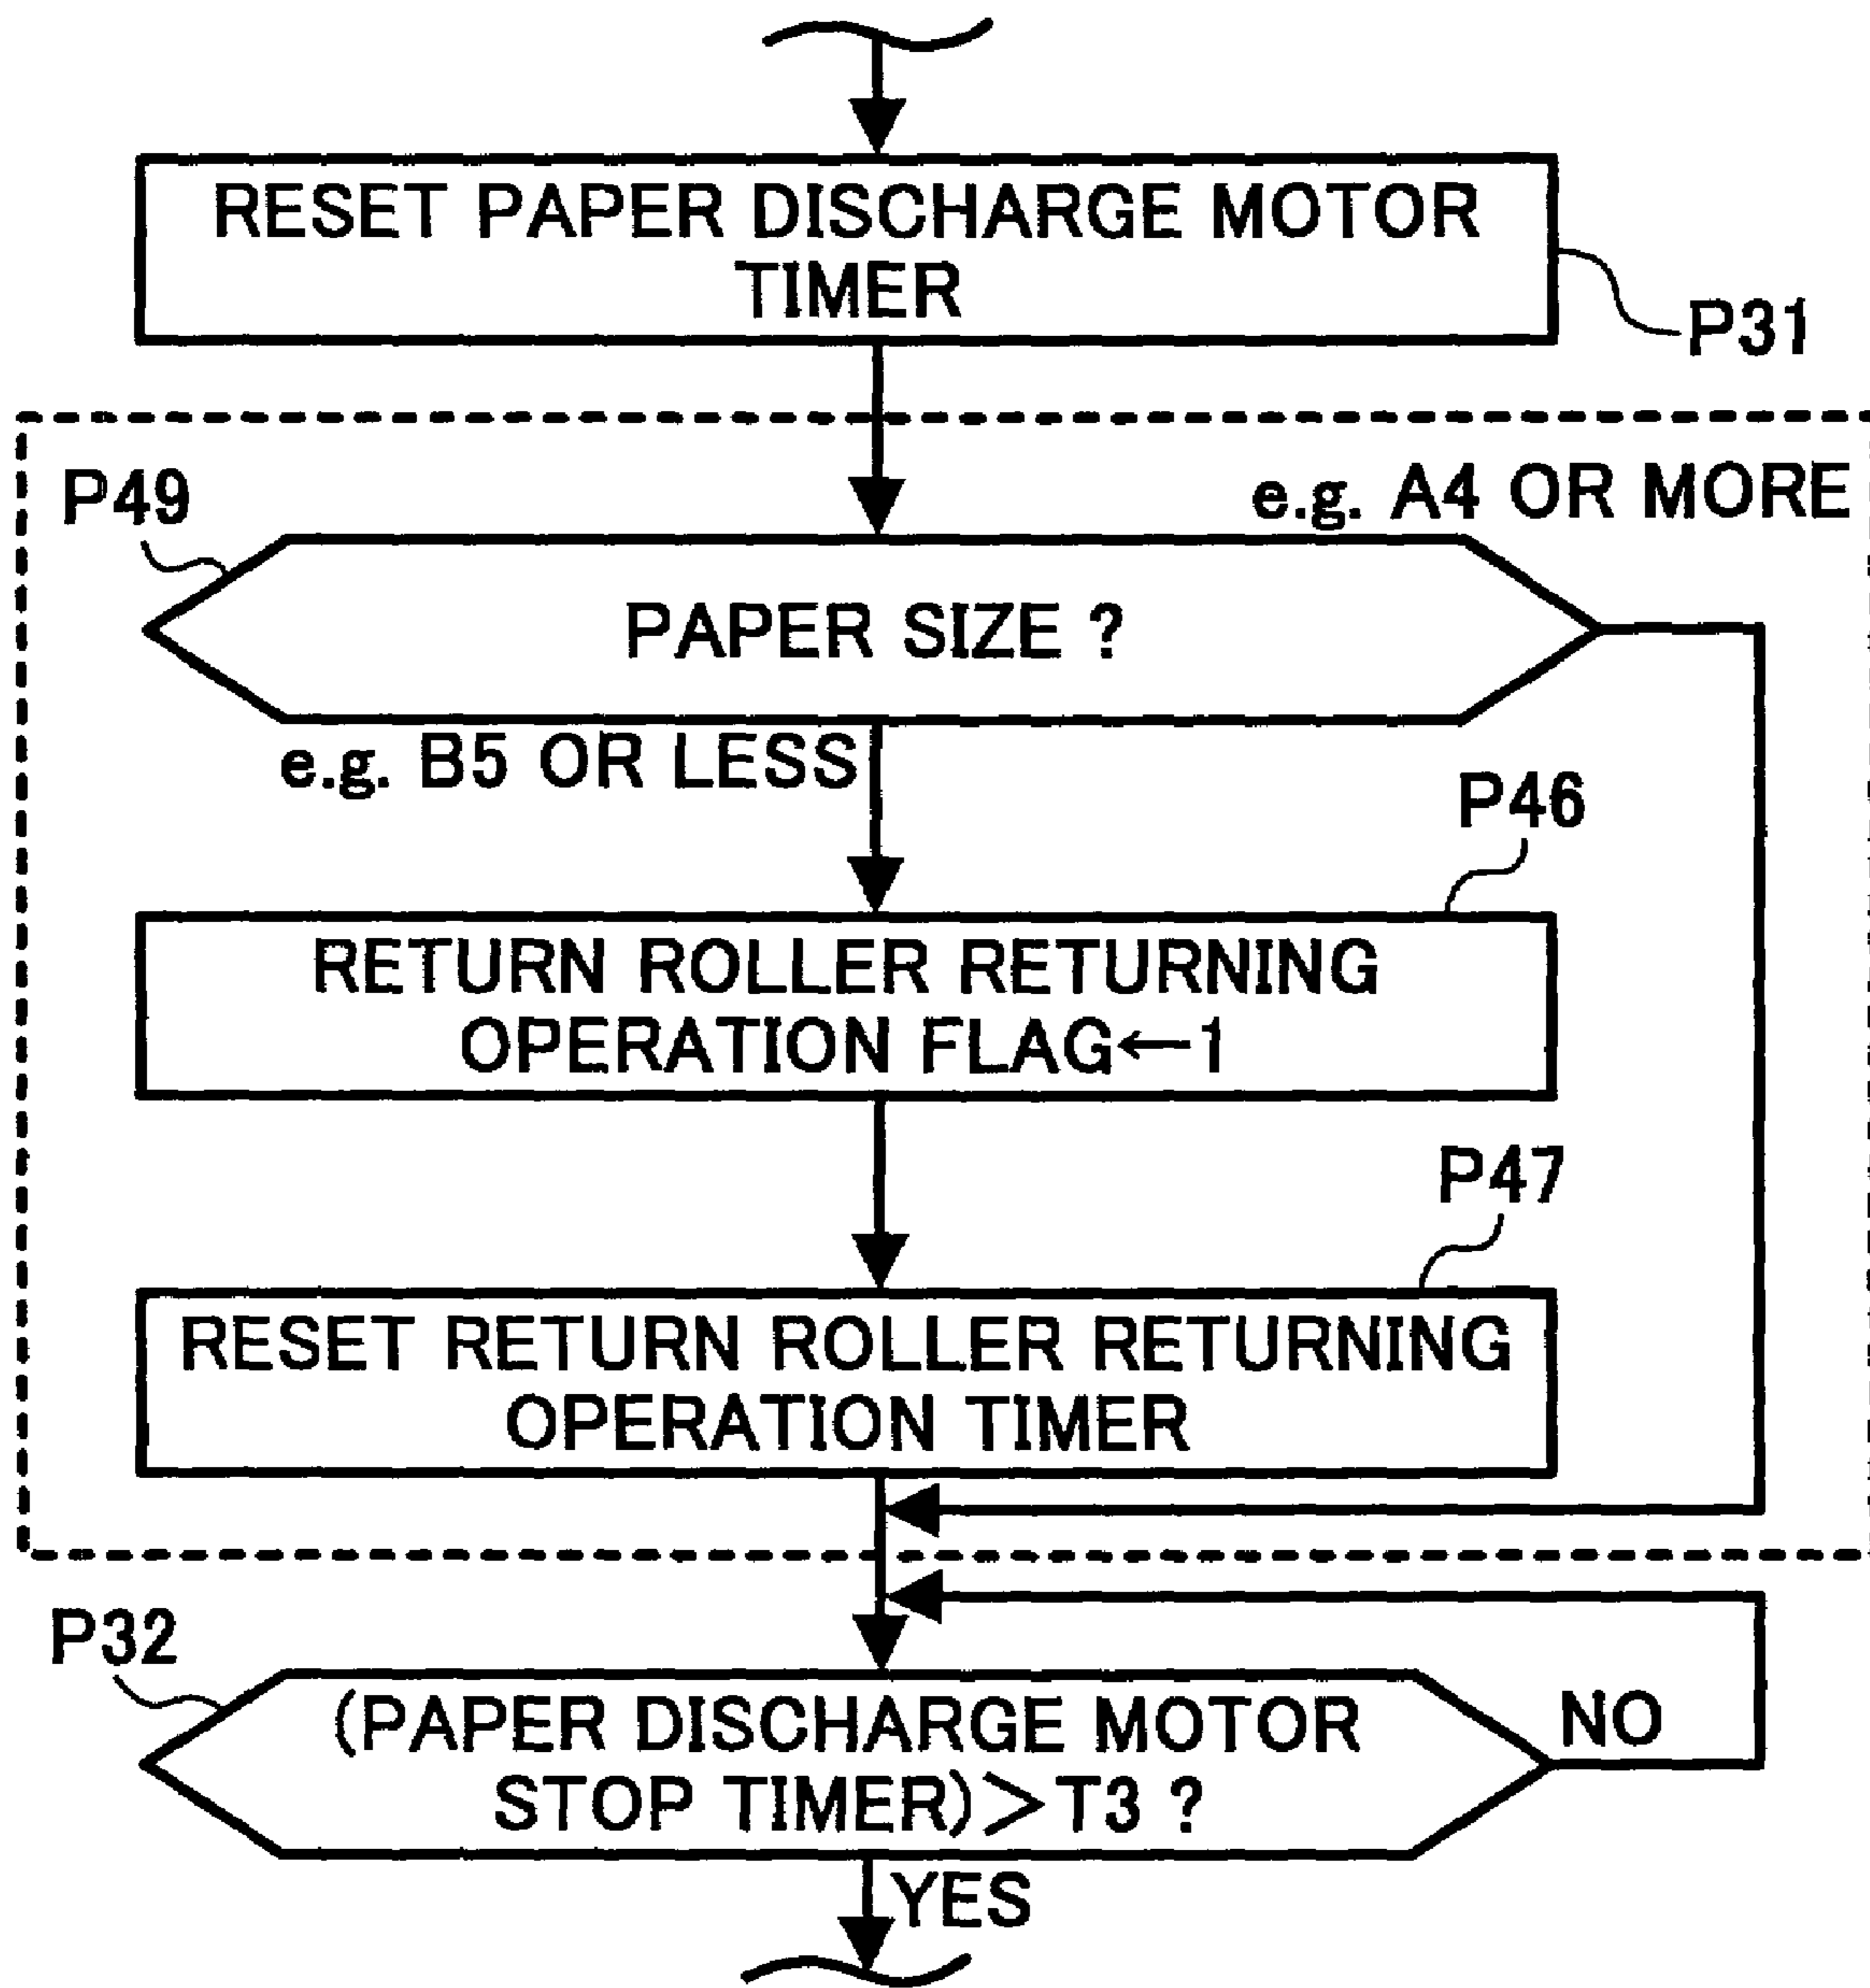 RESET PAPER DISCHARGE MOTOR
TIMER
P31
P49
e.g. A4 OR MORE
PAPER SIZE ?
e.g. B5 OR LESS
P46
RETURN ROLLER RETURNING
OPERATION FLAG←1
P47
RESET RETURN ROLLER RETURNING
OPERATION TIMER
P32
(PAPER DISCHARGE MOTOR
STOP TIMER)>T3 ?
NO
YES